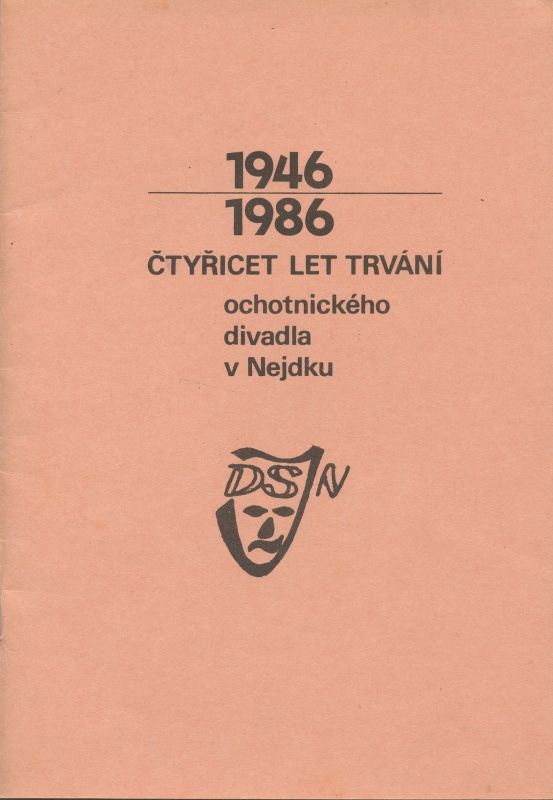 1946
1986
ČTYŘICET LET TRVÁNÍ
ochotnického
divadla
v Nejdku
DS N